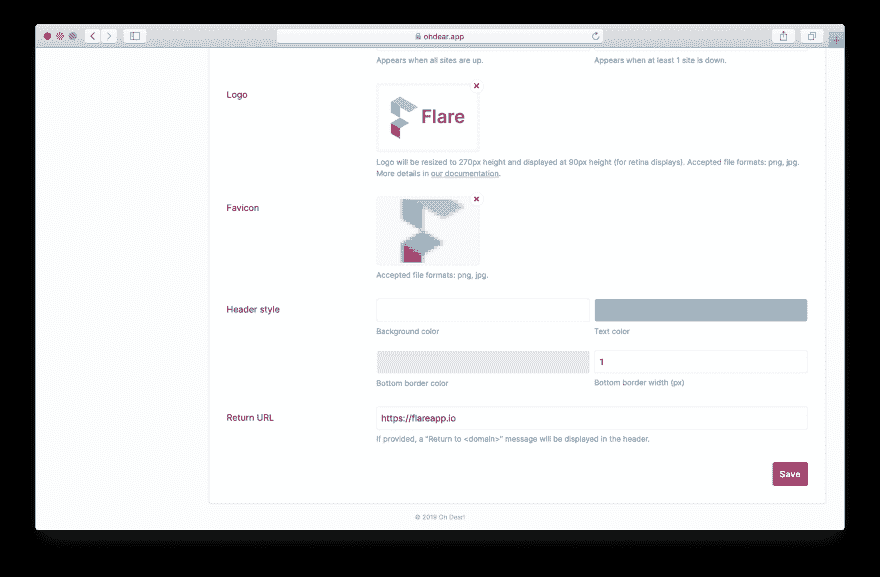 ohdear.app
Appears when all sites are up.
Appears when at least 1 site is down.
Logo
Flare
Logo will be resized to 270px height and displayed at 90px height (for retina displays). Accepted file formats: png, jpg.
More details in our documentation.
Favicon
Accepted file formats: png, jpg.
Header style
Background color
Text color
1
Bottom border color
Bottom border width (px)
Return URL
https://flareapp.io
If provided, a "Return to <domain>" message will be displayed in the header.
Save
© 2019 Oh Dear!